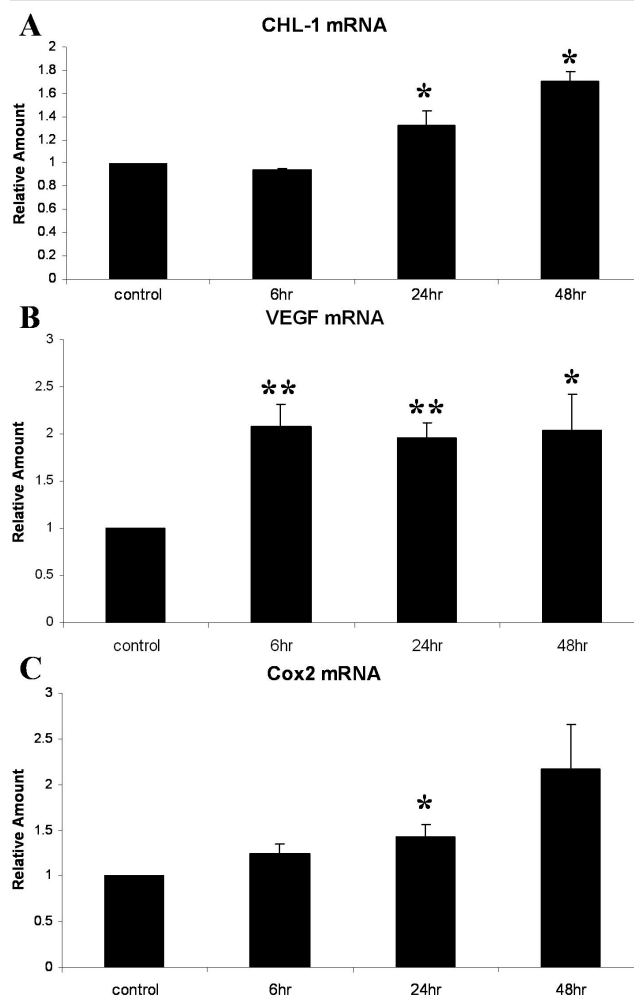 A
CHL-1 mRNA
Relative Amount
2
1.8
1.6
1.4
1.2
1
0.8
0.6
0.4
0.2
0
* *
control 6hr 24hr 48hr
B
VEGF mRNA
Relative Amount
3
2.5
2
1.5
1
0.5
0
** ** *
control 6hr 24hr 48hr
C
Cox2 mRNA
Relative Amount
3
2.5
2
1.5
1
0.5
0
*
control 6hr 24hr 48hr